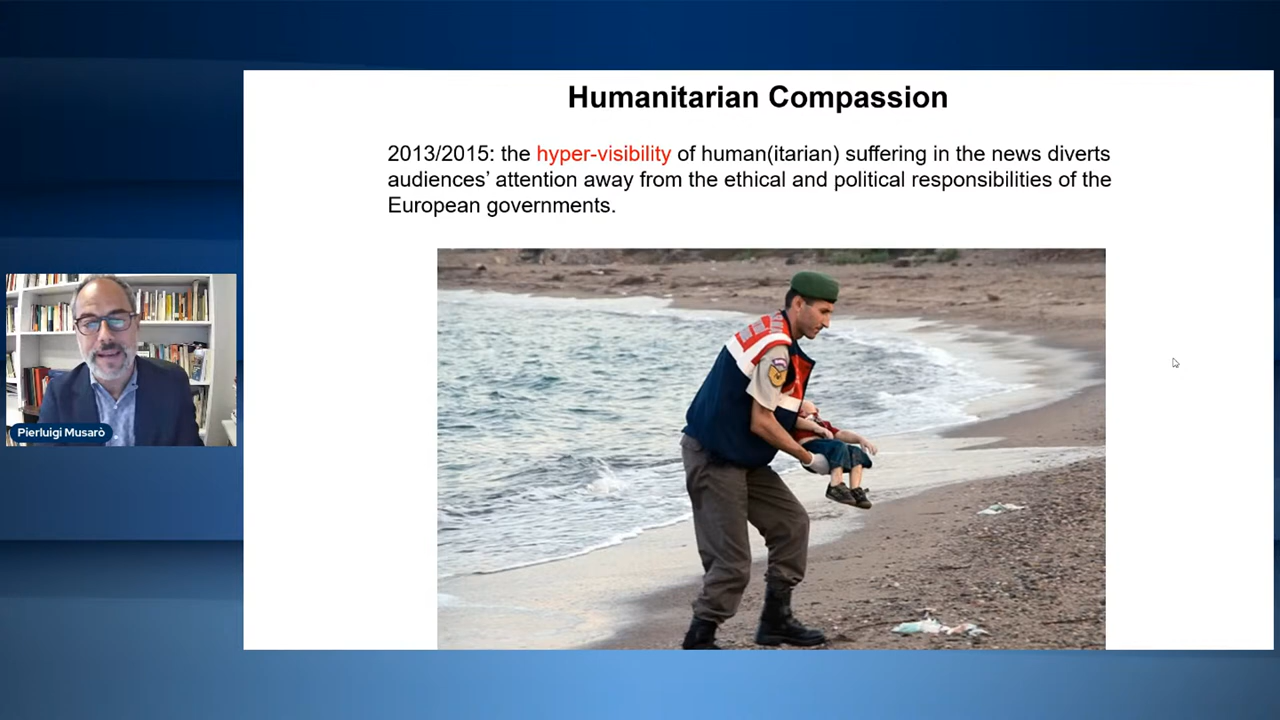 Humanitarian Compassion
2013/2015: the hyper-visibility of human(itarian) suffering in the news diverts
audiences’ attention away from the ethical and political responsibilities of the
European governments.
Pierluigi Musarò